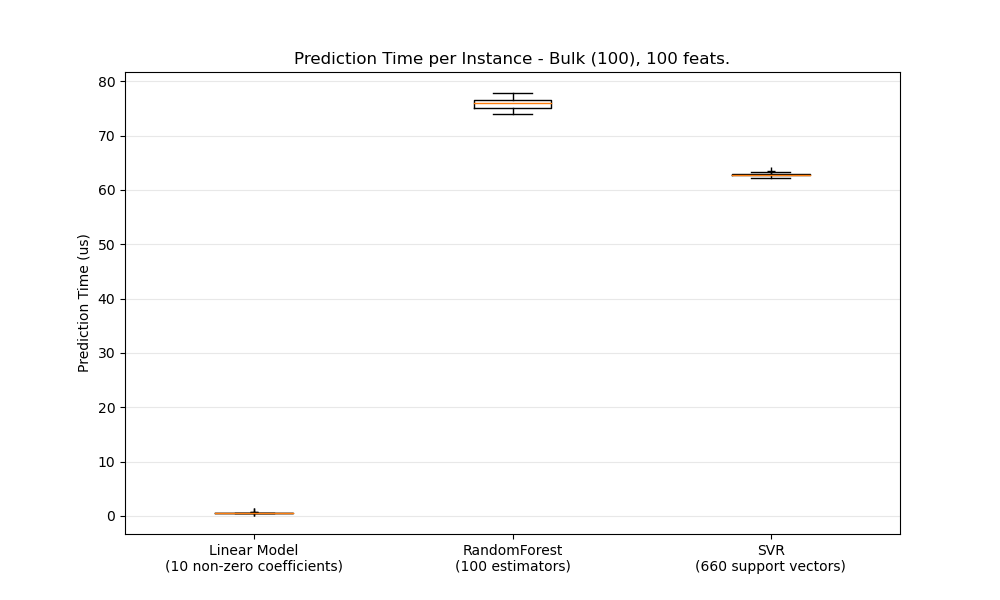 Prediction Time per Instance - Bulk (100), 100 feats.
Prediction Time (us)
80
70
60
50
40
30
20
10
0
Linear Model
(10 non-zero coefficients)
RandomForest
(100 estimators)
SVR
(660 support vectors)